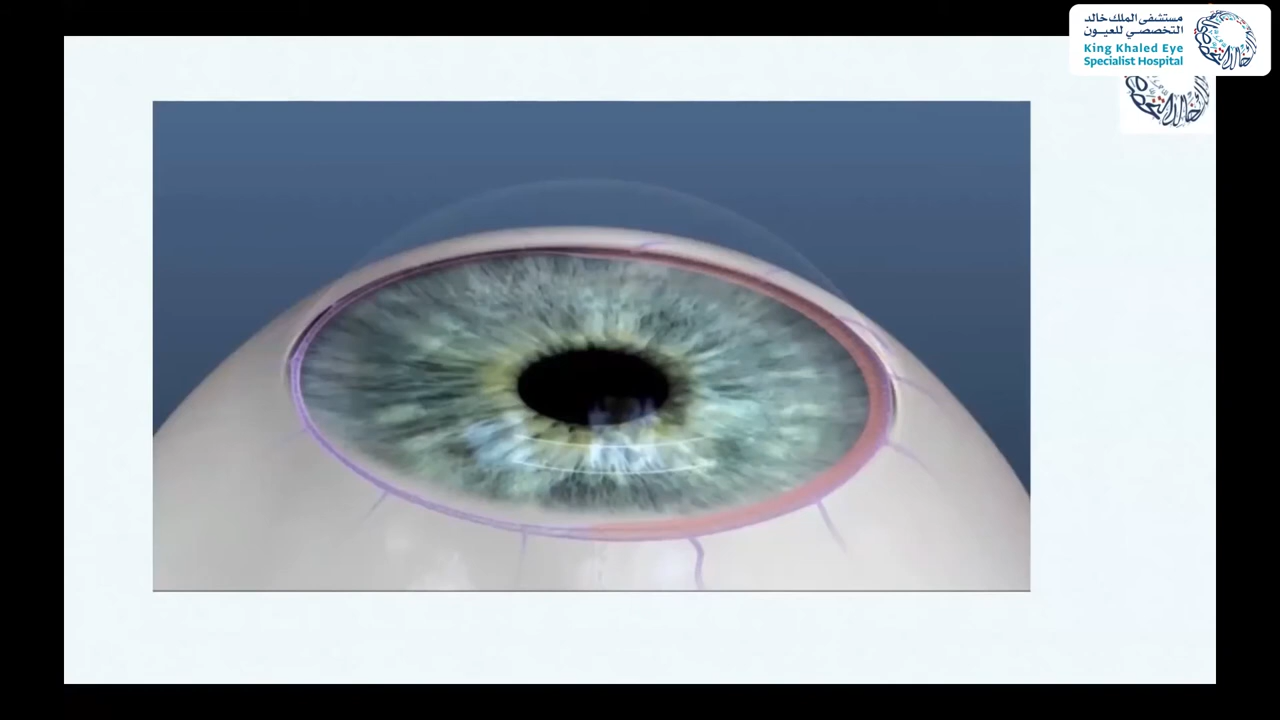 مستشفى الملك خالد
التخصصي للعيون
King Khaled Eye
Specialist Hospital